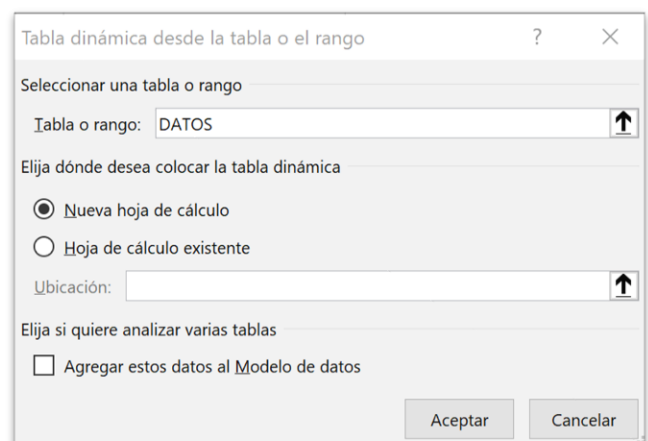 Tabla dinámica desde la tabla o el rango ?
Seleccionar una tabla o rango
Tabla o rango: DATOS
Elija dónde desea colocar la tabla dinámica
Nueva hoja de cálculo
Hoja de cálculo existente
Ubicación:
Elija si quiere analizar varias tablas
Agregar estos datos al Modelo de datos
Aceptar Cancelar